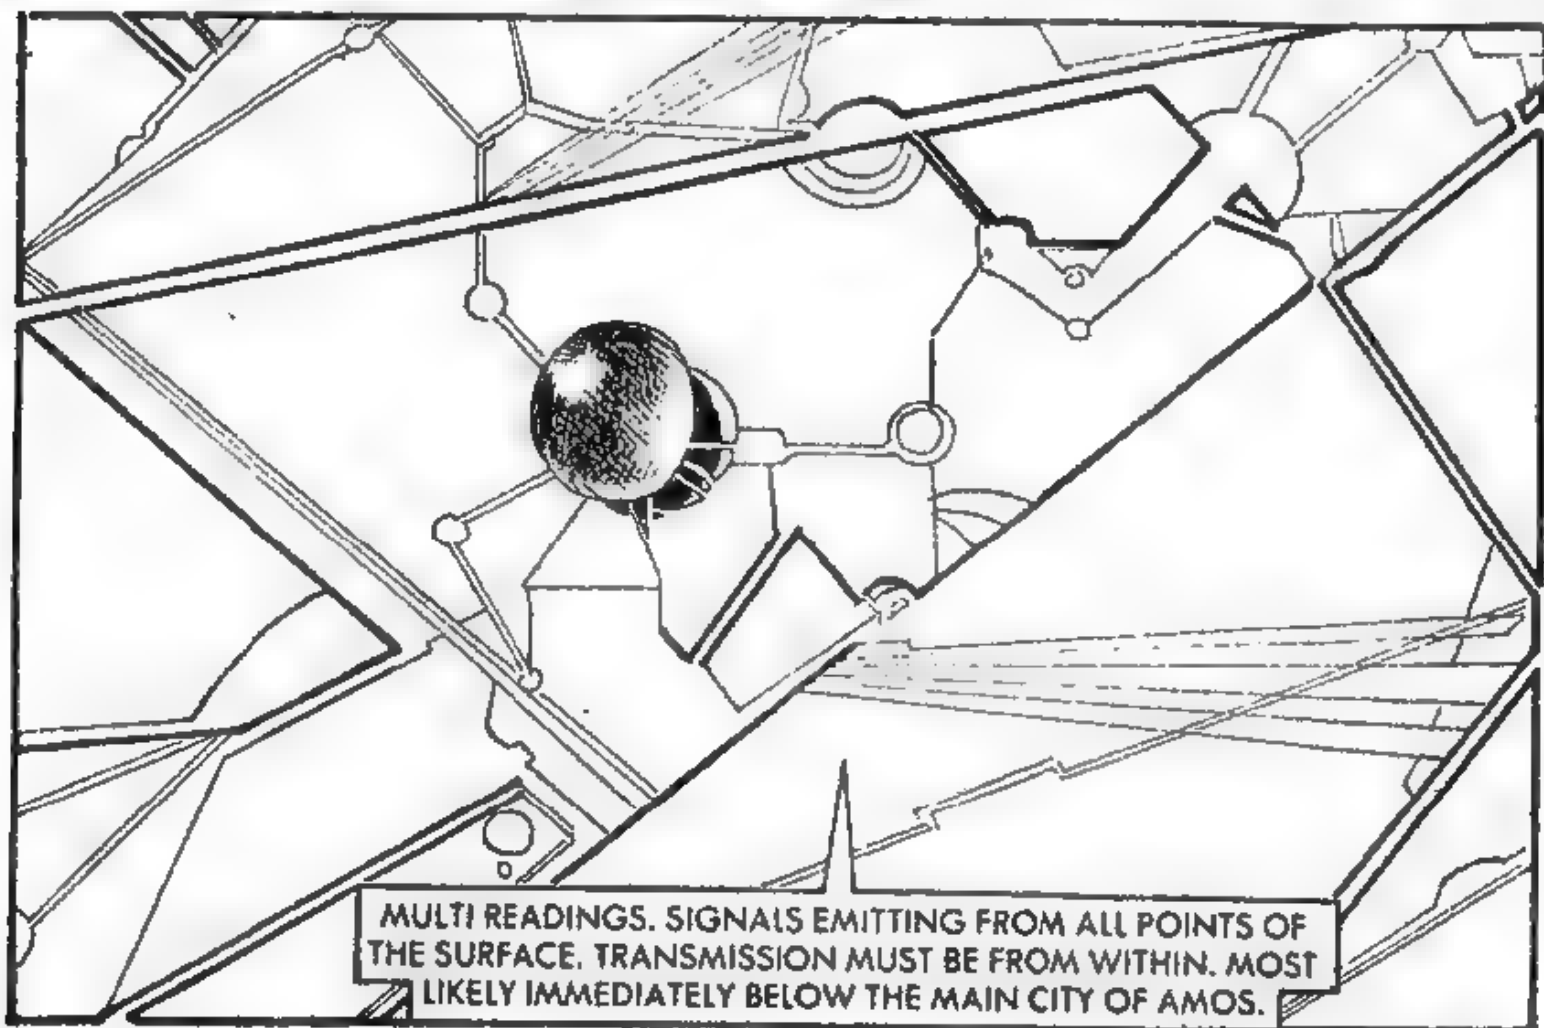 MULTI READINGS. SIGNALS EMITTING FROM ALL POINTS OF
THE SURFACE. TRANSMISSION MUST BE FROM WITHIN. MOST
LIKELY IMMEDIATELY BELOW THE MAIN CITY OF AMOS.